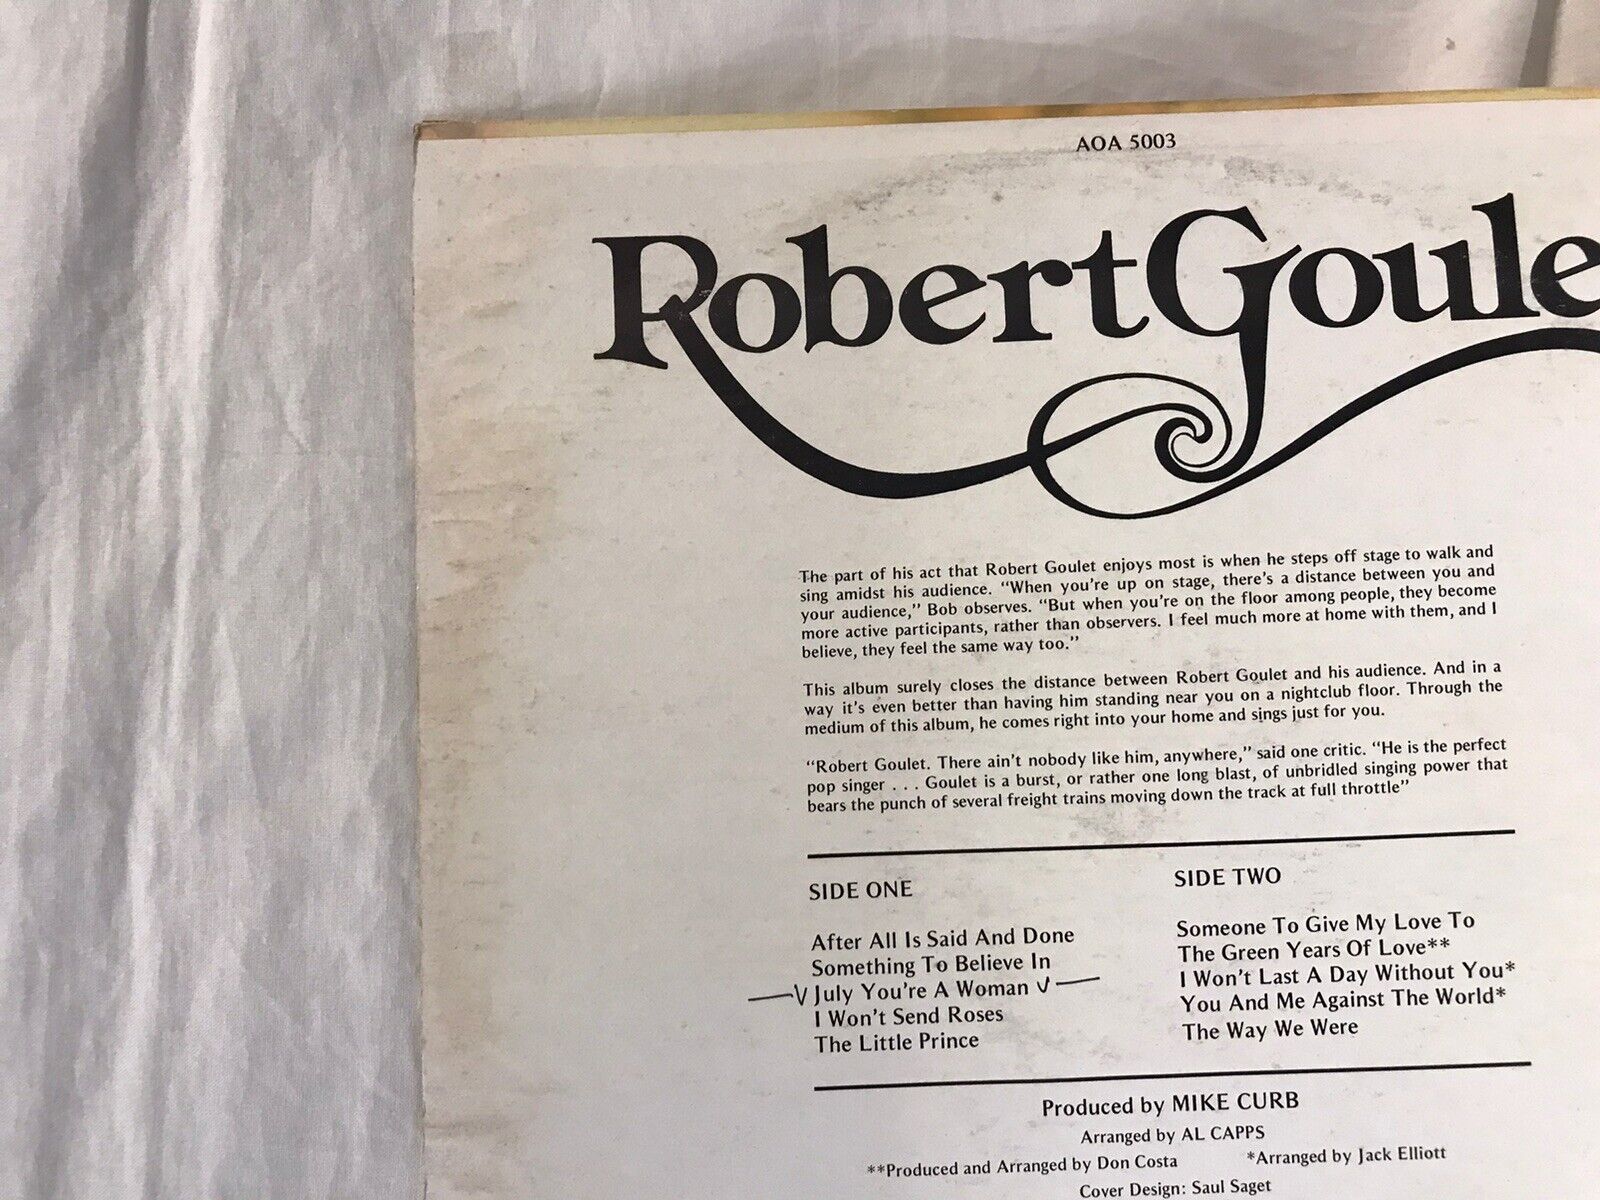 AOA 5003
Robert Goule
The part of his act that Robert Goulet enjoys most is when he steps off stage to walk and
sing amidst his audience. “When you're up on stage, there's a distance between you and
your audience,” Bob observes. “But when you're on the floor among people, they become
more active participants, rather than observers. I feel much more at home with them, and I
believe, they feel the same way too.”
This album surely closes the distance between Robert Goulet and his audience. And in a
way it's even better than having him standing near you on a nightclub floor. Through the
medium of this album, he comes right into your home and sings just for you.
“Robert Goulet. There ain't nobody like him, anywhere,” said one critic. “He is the perfect
pop singer . . . Goulet is a burst, or rather one long blast, of unbridled singing power that
bears the punch of several freight trains moving down the track at full throttle”
SIDE ONE
After All Is Said And Done
Something To Believe In
July You're A Woman
I Won't Send Roses
The Little Prince
SIDE TWO
Someone To Give My Love To
The Green Years Of Love**
I Won't Last A Day Without You*
You And Me Against The World*
The Way We Were
Produced by MIKE CURB
Arranged by AL CAPPS
**Produced and Arranged by Don Costa *Arranged by Jack Elliott
Cover Design: Saul Saget